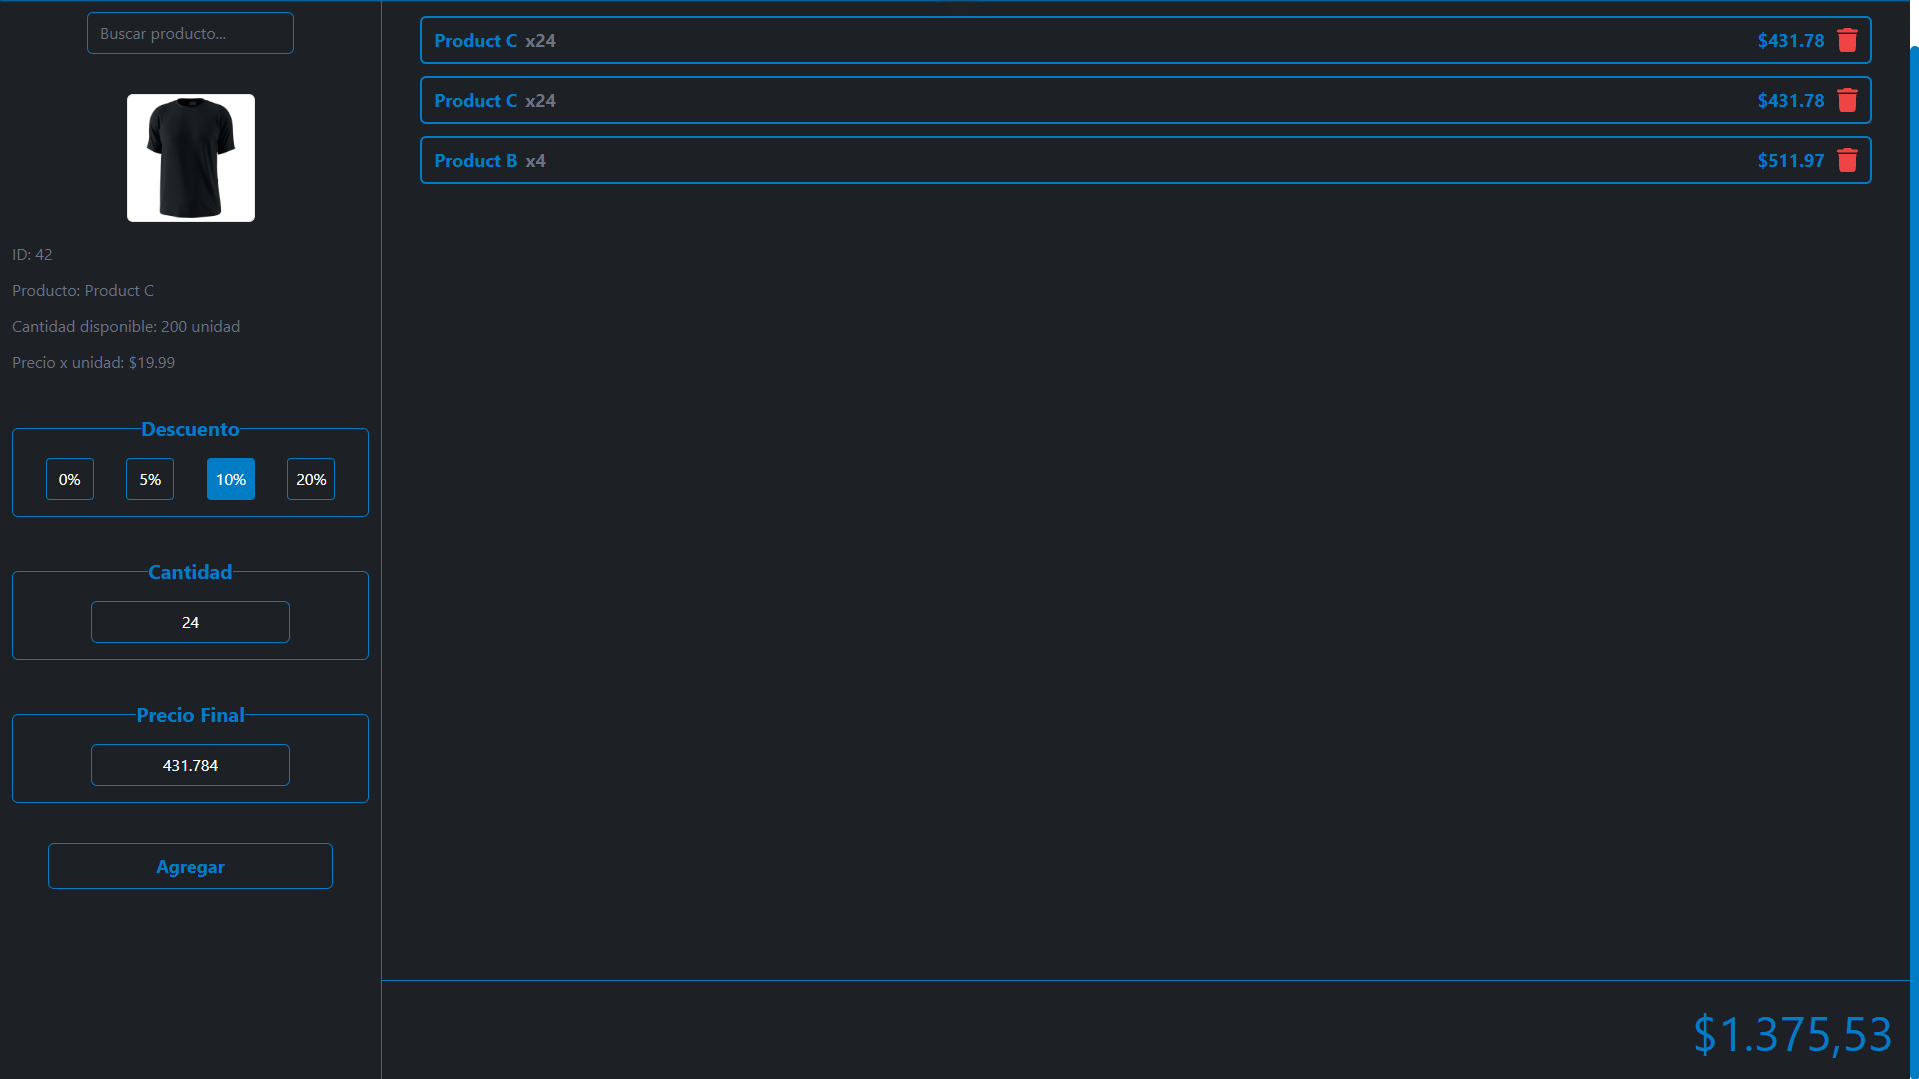 Buscar producto...
ID: 42
Producto: Product C
Cantidad disponible: 200 unidad
Precio x unidad: $19.99
Descuento
0% 5% 10% 20%
Cantidad
24
Precio Final
431.784
Agregar
Product C x24 $431.78
Product C x24 $431.78
Product B x4 $511.97
$1.375,53